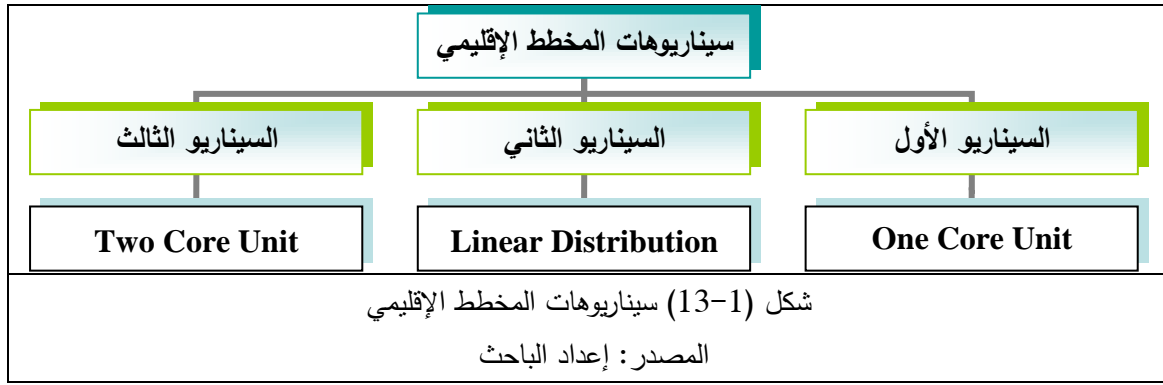 سيناريوهات المخطط الإقليمي
السيناريو الأول
السيناريو الثاني
السيناريو الثالث
One Core Unit
Linear Distribution
Two Core Unit
شكل (1-13) سيناريوهات المخطط الإقليمي
المصدر: إعداد الباحث